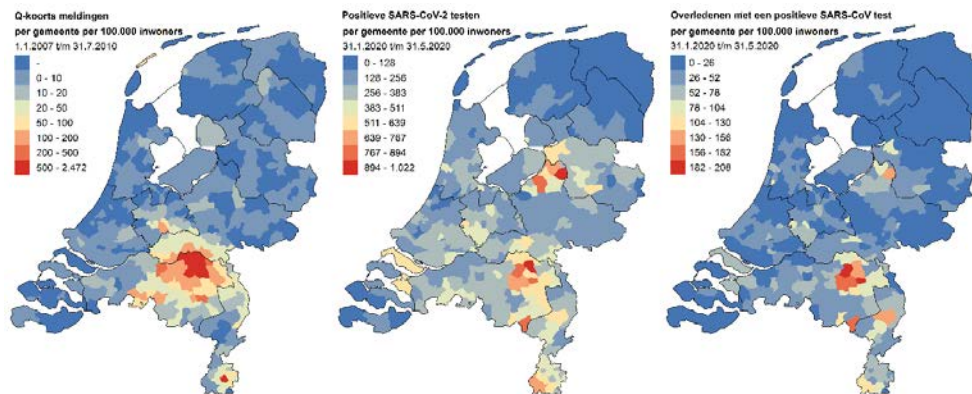 Q-koorts meldingen
per gemeente per 100.000 inwoners
1.1.2007 t/m 31.7.2010
-
0 - 10
10 - 20
20 - 50
50 - 100
100 - 200
200 - 500
500 - 2.472
Positieve SARS-CoV-2 testen
per gemeente per 100.000 inwoners
31.1.2020 t/m 31.5.2020
0 - 128
128 - 256
256 - 383
383 - 511
511 - 639
639 - 767
767 - 894
894 - 1.022
Overledenen met een positieve SARS-CoV test
per gemeente per 100.000 inwoners
31.1.2020 t/m 31.5.2020
0 - 26
26 - 52
52 - 78
78 - 104
104 - 130
130 - 156
156 - 182
182 - 208